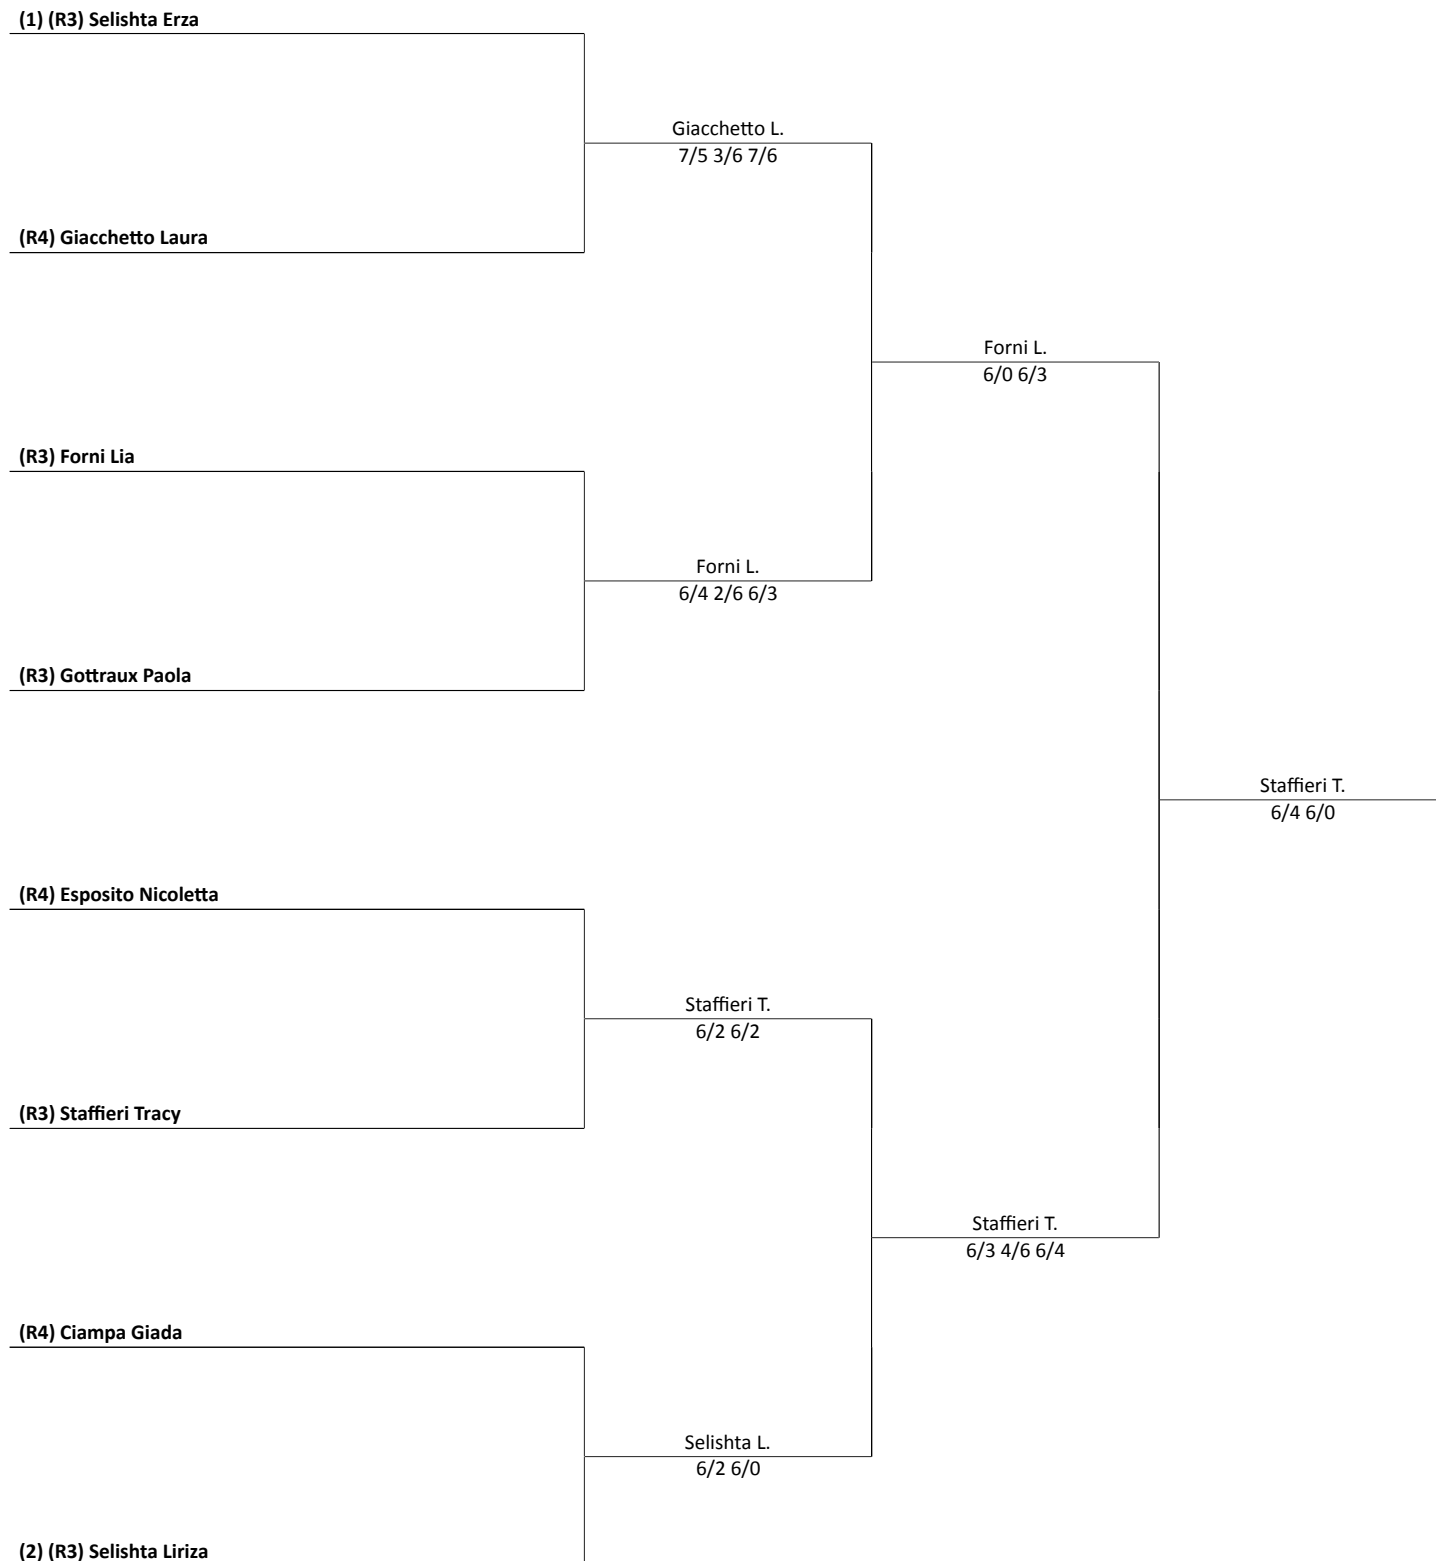 (1) (R3) Selishta Erza
Giacchetto L.
7/5 3/6 7/6
(R4) Giacchetto Laura
Forni L.
6/0 6/3
(R3) Forni Lia
Forni L.
6/4 2/6 6/3
(R3) Gottraux Paola
Staffieri T.
6/4 6/0
(R4) Esposito Nicoletta
Staffieri T.
6/2 6/2
(R3) Staffieri Tracy
Staffieri T.
6/3 4/6 6/4
(R4) Ciampa Giada
Selishta L.
6/2 6/0
(2) (R3) Selishta Liriza